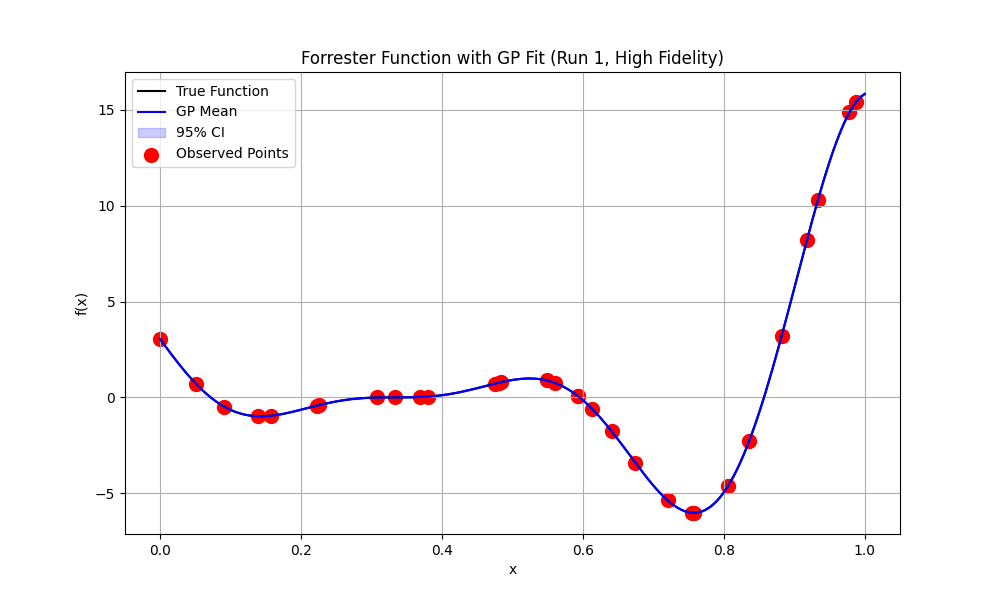 Forrester Function with GP Fit (Run 1, High Fidelity)
True Function
GP Mean
95% CI
Observed Points
15
10
5
0
−5
f(x)
0.0 0.2 0.4 0.6 0.8 1.0
x